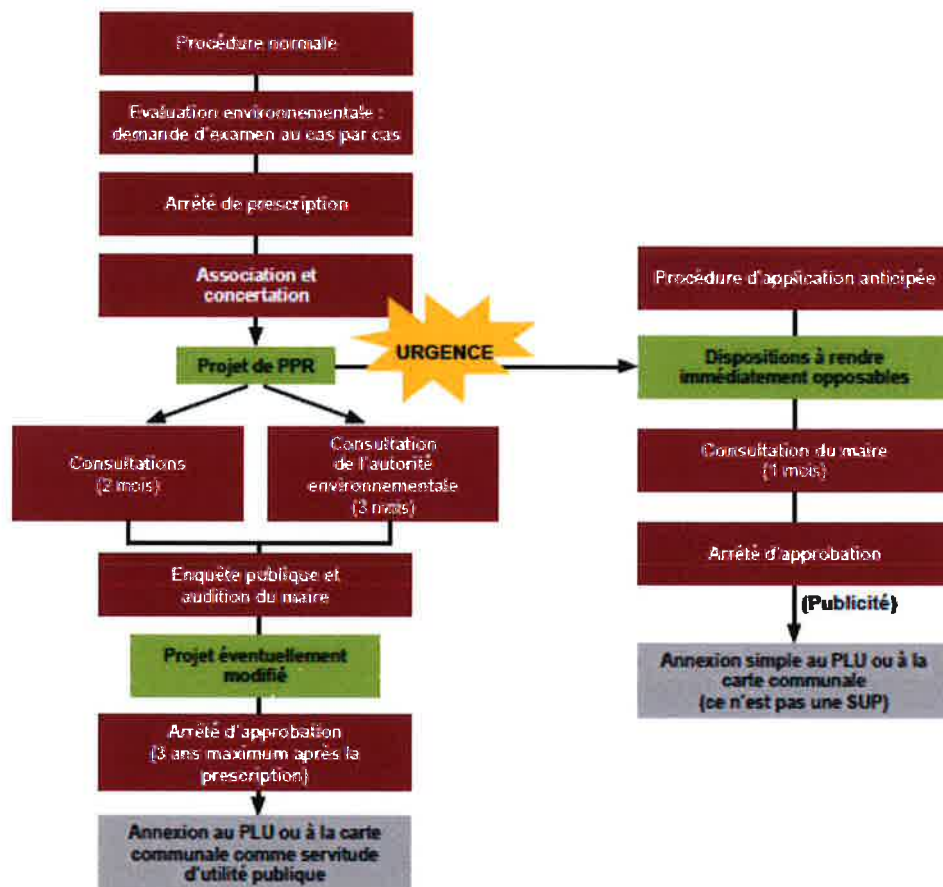 Procédure normale
Evaluation environnementale :
demande d'examen au cas par cas
Arrêté de prescription
Association et
concertation
Projet de PPR
URGENCE
Consultations
(2 mois)
Consultation
de l'autorité
environnementale
(3 mois)
Enquête publique et
audition du maire
Projet éventuellement
modifié
Arrêté d'approbation
(3 ans maximum après la
prescription)
Annexion au PLU ou à la carte
communale comme servitude
d'utilité publique
Procédure d'application anticipée
Dispositions à rendre
immédiatement opposables
Consultation du maire
(1 mois)
Arrêté d'approbation
(Publicité)
Annexion simple au PLU ou à la
carte communale
(ce n'est pas une SUP)